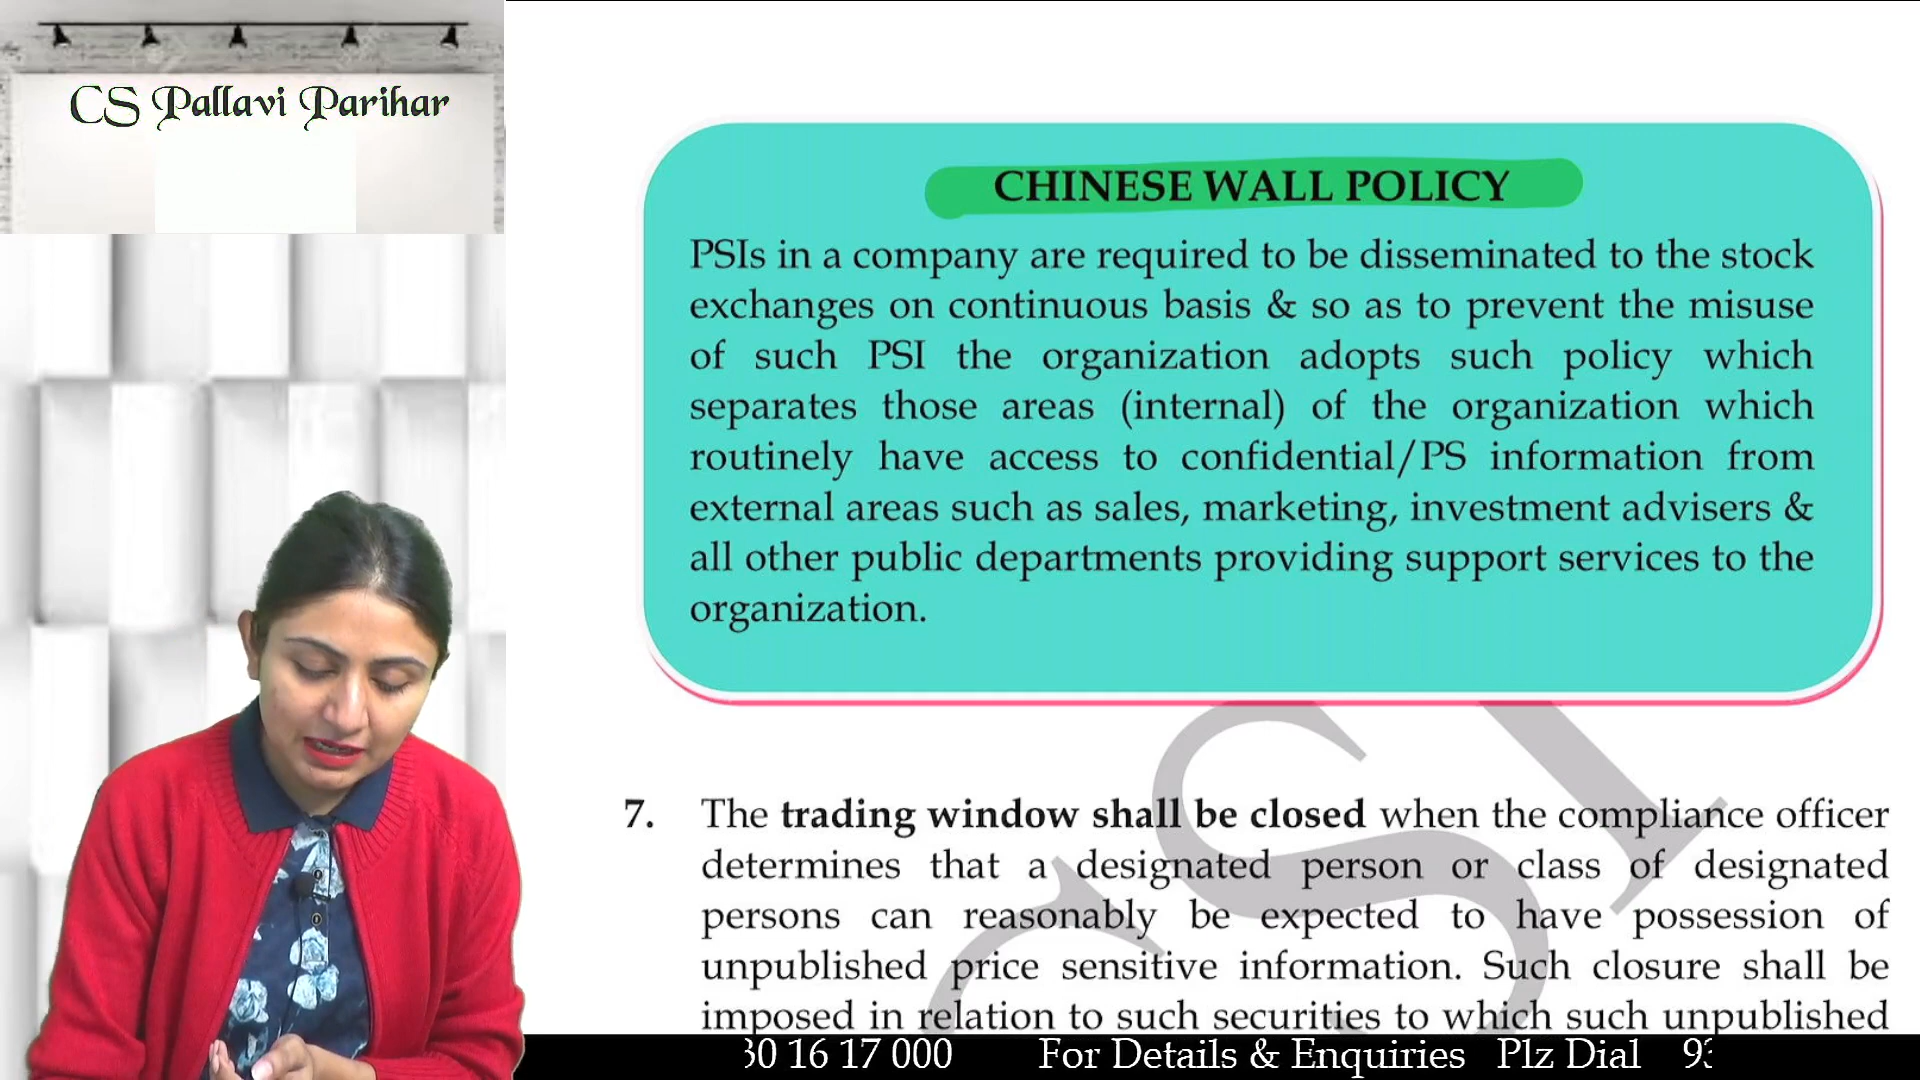 CS Pallavi Parihar
CHINESE WALL POLICY
PSIs in a company are required to be disseminated to the stock
exchanges on continuous basis & so as to prevent the misuse
of such PSI the organization adopts such policy which
separates those areas (internal) of the organization which
routinely have access to confidential/PS information from
external areas such as sales, marketing, investment advisers &
all other public departments providing support services to the
organization.
7. The trading window shall be closed when the compliance officer
determines that a designated person or class of designated
persons can reasonably be expected to have possession of
unpublished price sensitive information. Such closure shall be
imposed in relation to such securities to which such unpublished
30 16 17 000 For Details & Enquiries Plz Dial 93